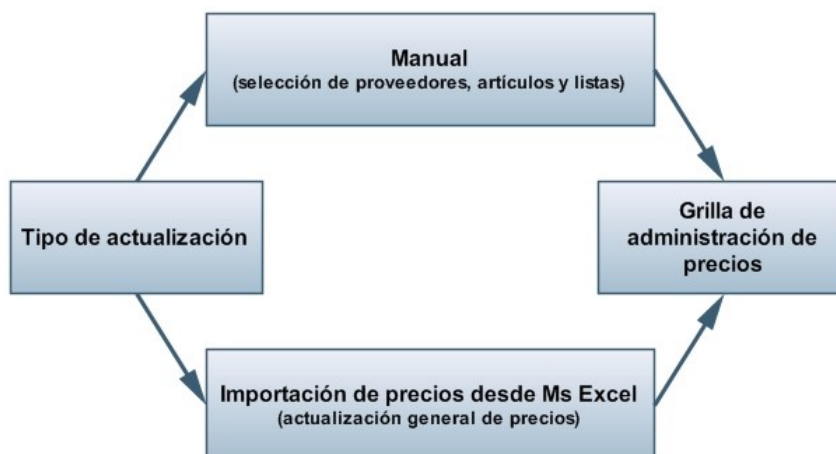 Manual
(selección de proveedores, artículos y listas)
Tipo de actualización
Grilla de
administración de
precios
Importación de precios desde Ms Excel
(actualización general de precios)